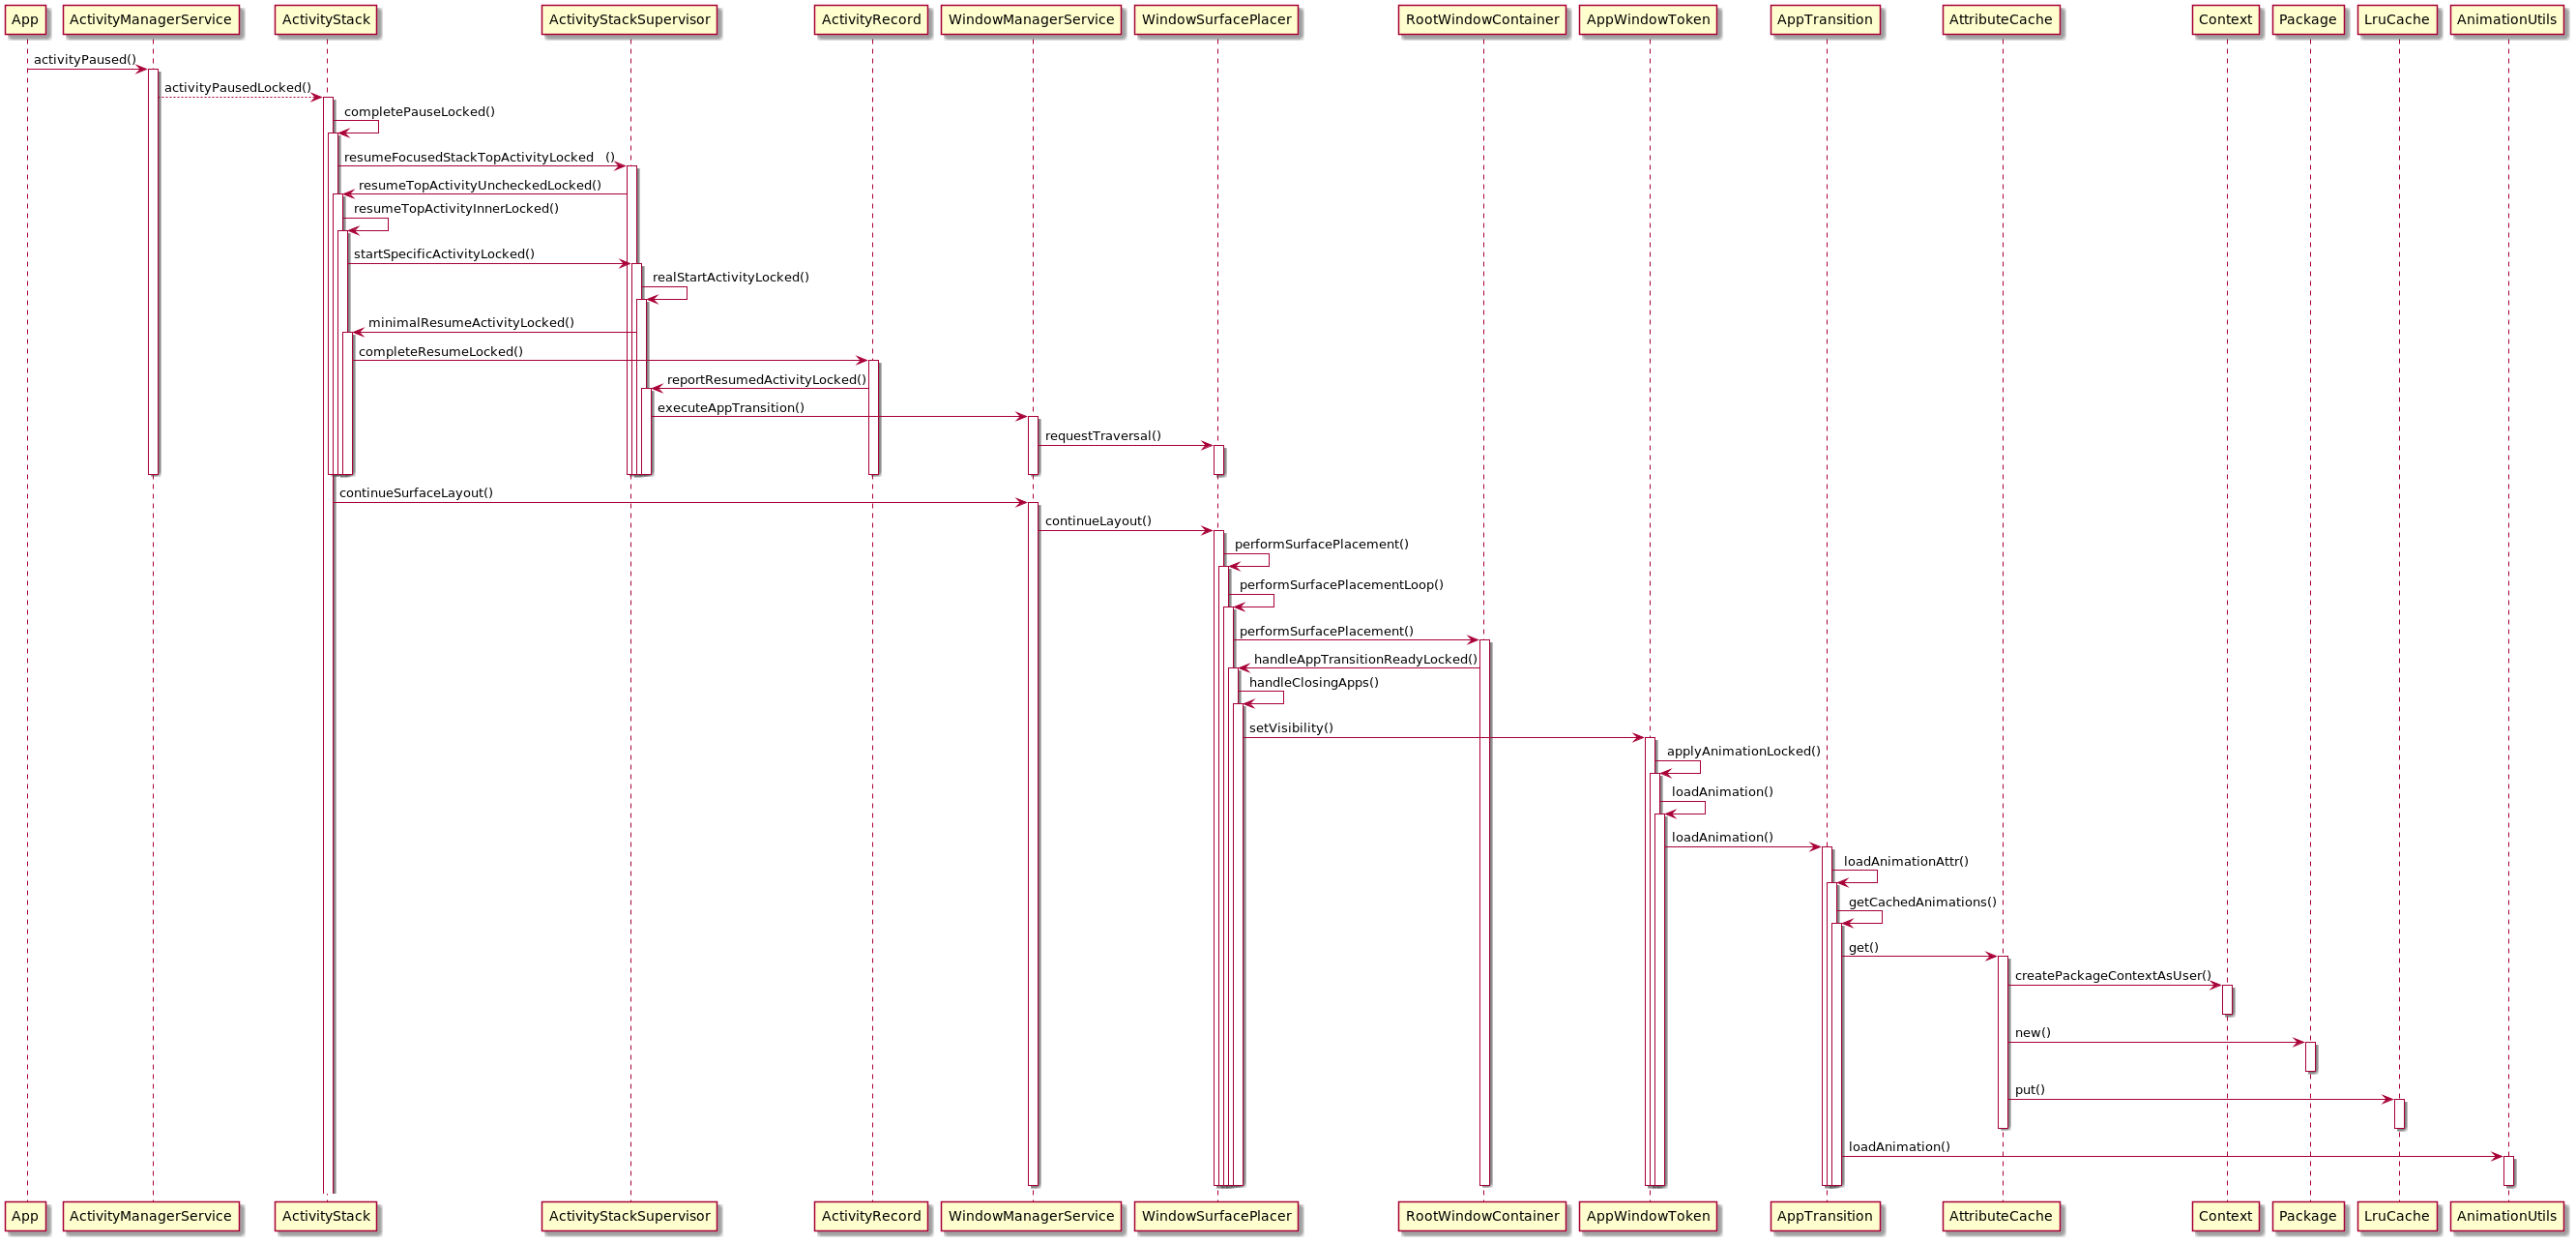 App ActivityManagerService ActivityStack ActivityStackSupervisor ActivityRecord WindowManagerService WindowSurfacePlacer RootWindowContainer AppWindowToken AppTransition AttributeCache Context Package LruCache AnimationUtils
activityPaused()
activityPausedLocked()
completePauseLocked()
resumeFocusedStackTopActivityLocked ()
resumeTopActivityUncheckedLocked()
resumeTopActivityInnerLocked()
startSpecificActivityLocked()
realStartActivityLocked()
minimalResumeActivityLocked()
completeResumeLocked()
reportResumedActivityLocked()
executeAppTransition()
requestTraversal()
continueSurfaceLayout()
continueLayout()
performSurfacePlacement()
performSurfacePlacementLoop()
performSurfacePlacement()
handleAppTransitionReadyLocked()
handleClosingApps()
setVisibility()
applyAnimationLocked()
loadAnimation()
loadAnimation()
loadAnimationAttr()
getCachedAnimations()
get()
createPackageContextAsUser()
new()
put()
loadAnimation()
App ActivityManagerService ActivityStack ActivityStackSupervisor ActivityRecord WindowManagerService WindowSurfacePlacer RootWindowContainer AppWindowToken AppTransition AttributeCache Context Package LruCache AnimationUtils